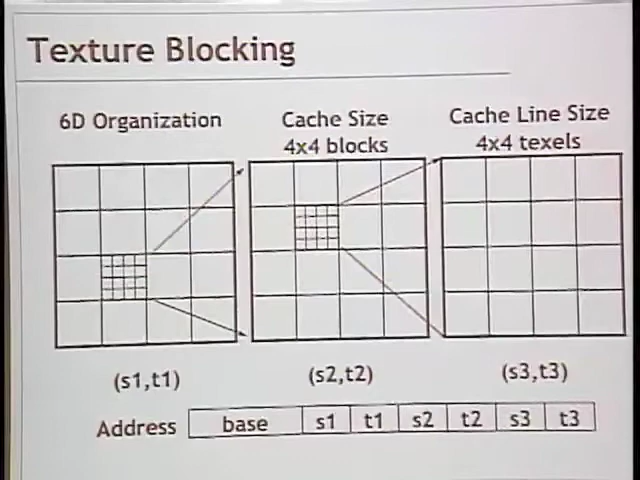 Texture Blocking
6D Organization
Cache Size
4x4 blocks
Cache Line Size
4x4 texels
(s1,t1)
(s2,t2)
(s3,t3)
Address base s1 t1 s2 t2 s3 t3